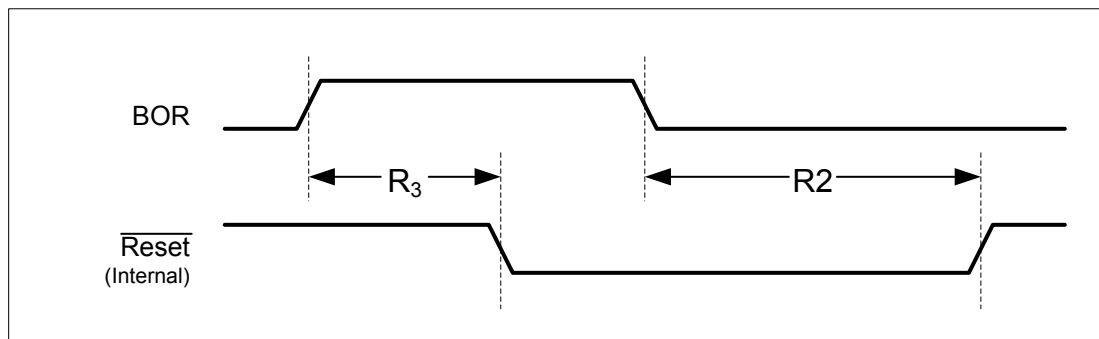 BOR
R₃
R2
Reset
(Internal)